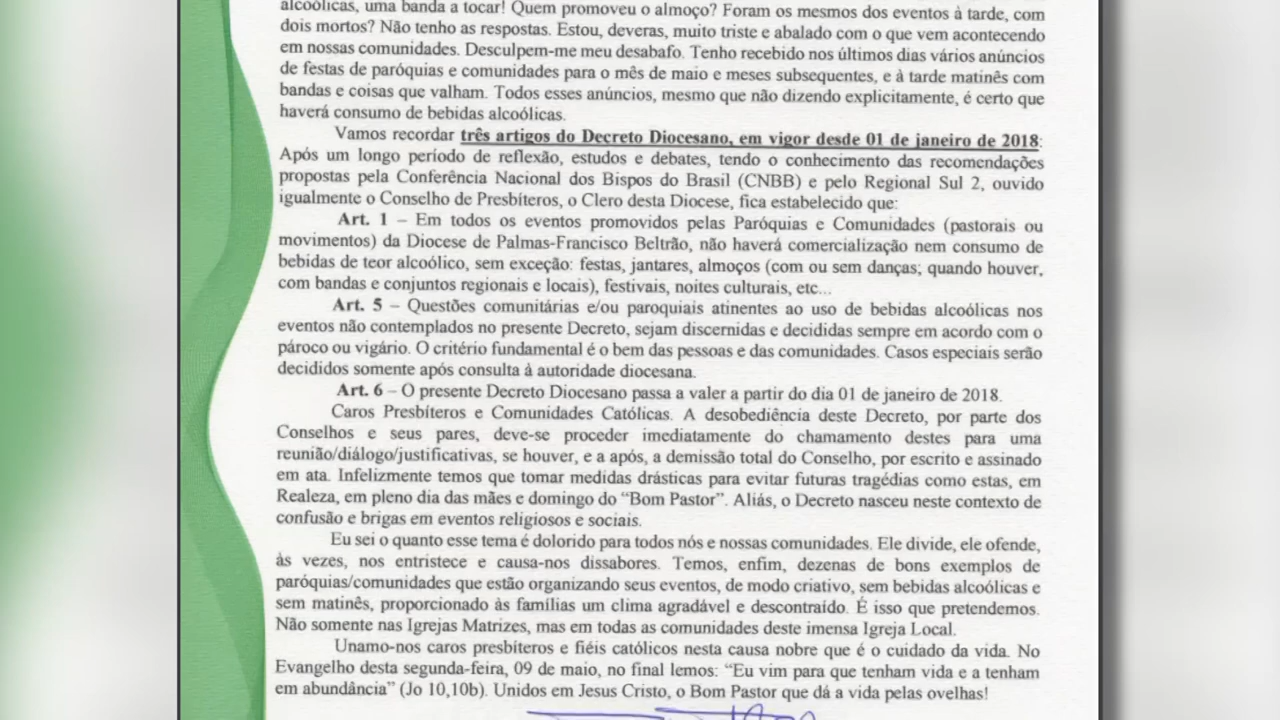 alcoólicas, uma banda a tocar! Quem promoveu o almoço? Foram os mesmos dos eventos à tarde, com
dois mortos? Não tenho as respostas. Estou, deveras, muito triste e abalado com o que vem acontecendo
em nossas comunidades. Desculpem-me meu desabafo. Tenho recebido nos últimos dias vários anúncios
de festas de paróquias e comunidades para o mês de maio e meses subsequentes, e à tarde matinês com
bandas e coisas que valham. Todos esses anúncios, mesmo que não dizendo explicitamente, é certo que
haverá consumo de bebidas alcoólicas.
Vamos recordar três artigos do Decreto Diocesano, em vigor desde 01 de janeiro de 2018:
Após um longo período de reflexão, estudos e debates, tendo o conhecimento das recomendações
propostas pela Conferência Nacional dos Bispos do Brasil (CNBB) e pelo Regional Sul 2, ouvido
igualmente o Conselho de Presbíteros, o Clero desta Diocese, fica estabelecido que:
Art. 1 – Em todos os eventos promovidos pelas Paróquias e Comunidades (pastorais ou
movimentos) da Diocese de Palmas-Francisco Beltrão, não haverá comercialização nem consumo de
bebidas de teor alcoólico, sem exceção: festas, jantares, almoços (com ou sem danças; quando houver,
com bandas e conjuntos regionais e locais), festivais, noites culturais, etc...
Art. 5 – Questões comunitárias e/ou paroquiais atinentes ao uso de bebidas alcoólicas nos
eventos não contemplados no presente Decreto, sejam discernidas e decididas sempre em acordo com o
pároco ou vigário. O critério fundamental é o bem das pessoas e das comunidades. Casos especiais serão
decididos somente após consulta à autoridade diocesana.
Art. 6 – O presente Decreto Diocesano passa a valer a partir do dia 01 de janeiro de 2018.
Caros Presbíteros e Comunidades Católicas. A desobediência deste Decreto, por parte dos
Conselhos e seus pares, deve-se proceder imediatamente do chamamento destes para uma
reunião/diálogo/justificativas, se houver, e a após, a demissão total do Conselho, por escrito e assinado
em ata. Infelizmente temos que tomar medidas drásticas para evitar futuras tragédias como estas, em
Realeza, em pleno dia das mães e domingo do “Bom Pastor”. Aliás, o Decreto nasceu neste contexto de
confusão e brigas em eventos religiosos e sociais.
Eu sei o quanto esse tema é dolorido para todos nós e nossas comunidades. Ele divide, ele ofende,
às vezes, nos entristece e causa-nos dissabores. Temos, enfim, dezenas de bons exemplos de
paróquias/comunidades que estão organizando seus eventos, de modo criativo, sem bebidas alcoólicas e
sem matinês, proporcionado às famílias um clima agradável e descontraído. É isso que pretendemos.
Não somente nas Igrejas Matrizes, mas em todas as comunidades deste imensa Igreja Local.
Unamo-nos caros presbíteros e fiéis católicos nesta causa nobre que é o cuidado da vida. No
Evangelho desta segunda-feira, 09 de maio, no final lemos: “Eu vim para que tenham vida e a tenham
em abundância” (Jo 10,10b). Unidos em Jesus Cristo, o Bom Pastor que dá a vida pelas ovelhas!